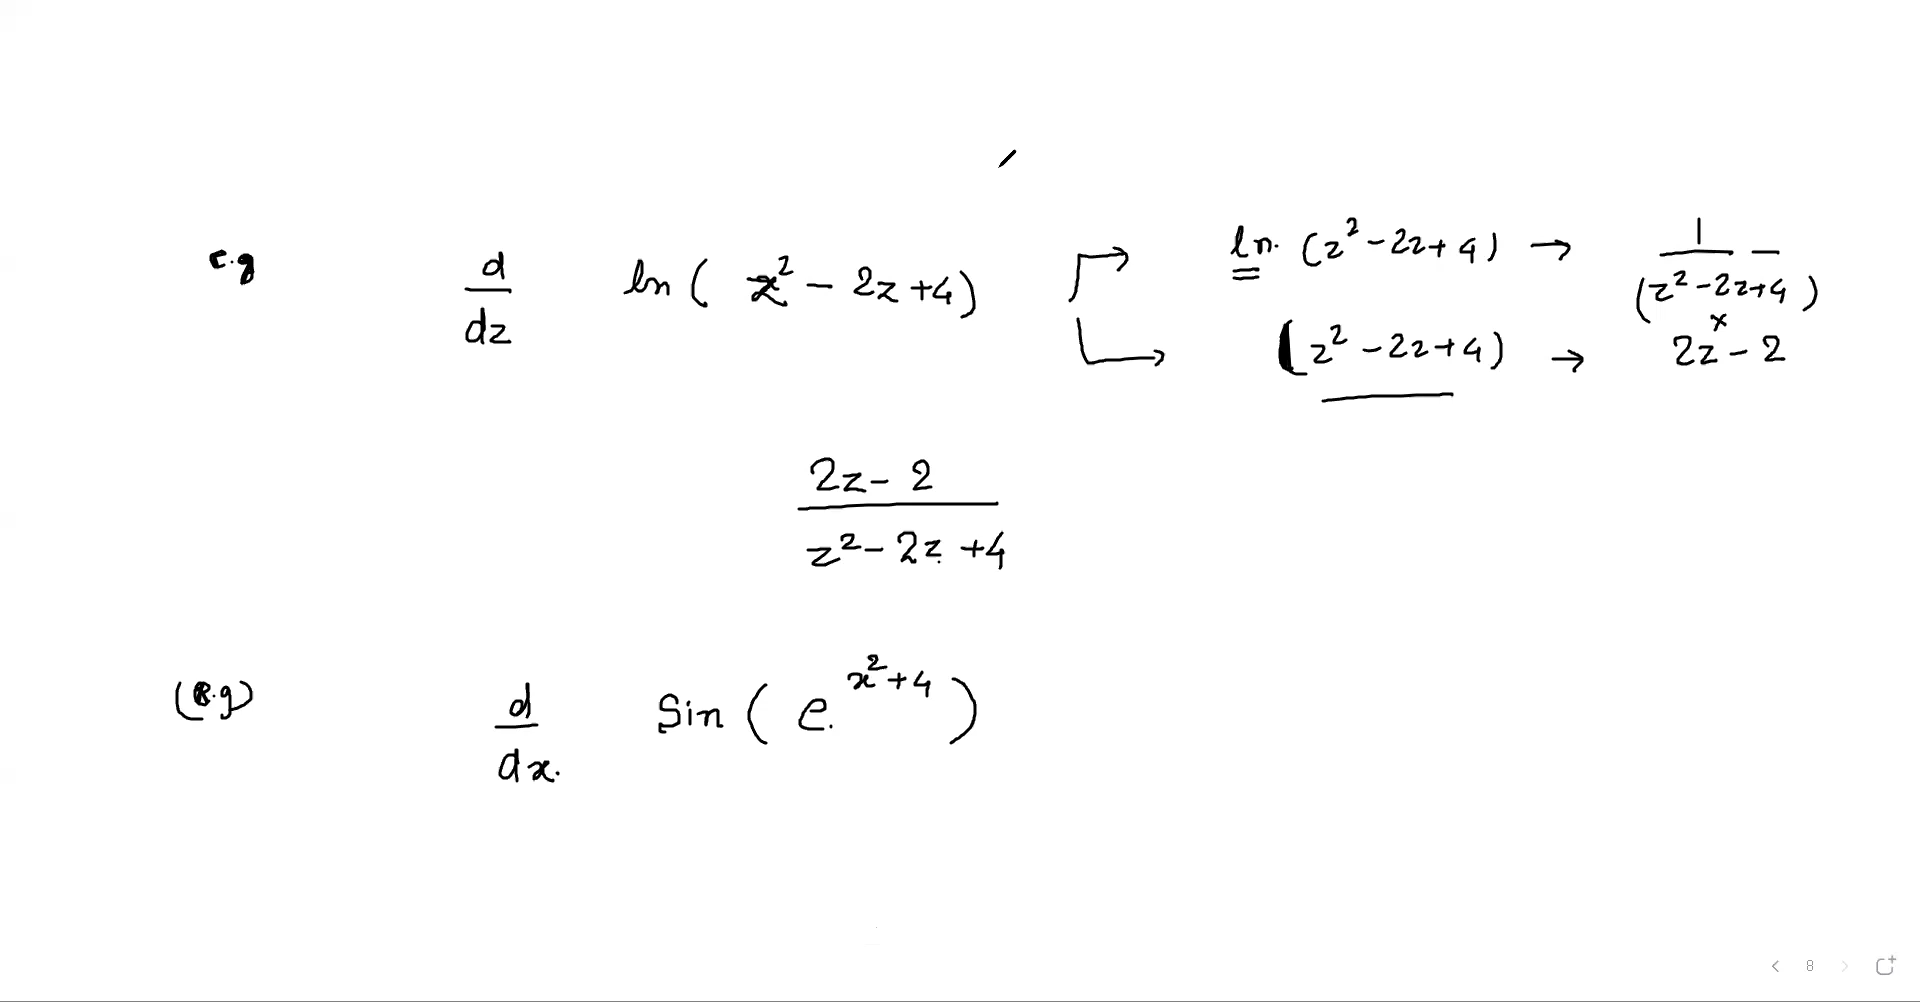 e.g d/dz ln( z² - 2z +4)
ln. (z² - 2z + 4) → 1/(z² - 2z+4)
×
(z² - 2z + 4) → 2z - 2
2z - 2
z² - 2z +4
(e.g) d/dx. Sin ( e^(x²+4) )
8